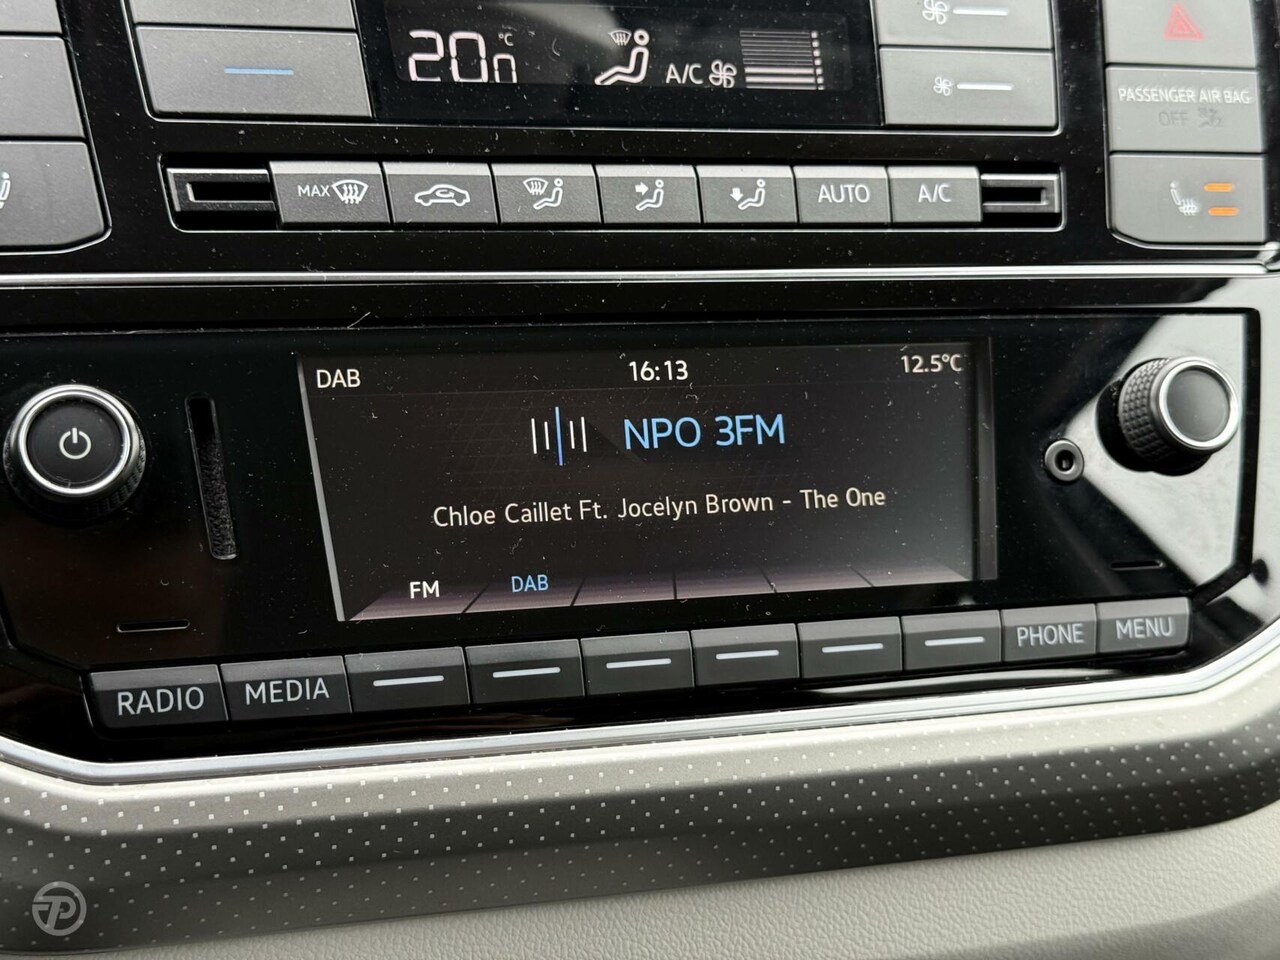 20.0 °C
A/C
PASSENGER AIR BAG
OFF
MAX
AUTO
A/C
DAB
16:13
12.5°C
NPO 3FM
Chloe Caillet Ft. Jocelyn Brown - The One
FM
DAB
RADIO
MEDIA
PHONE
MENU